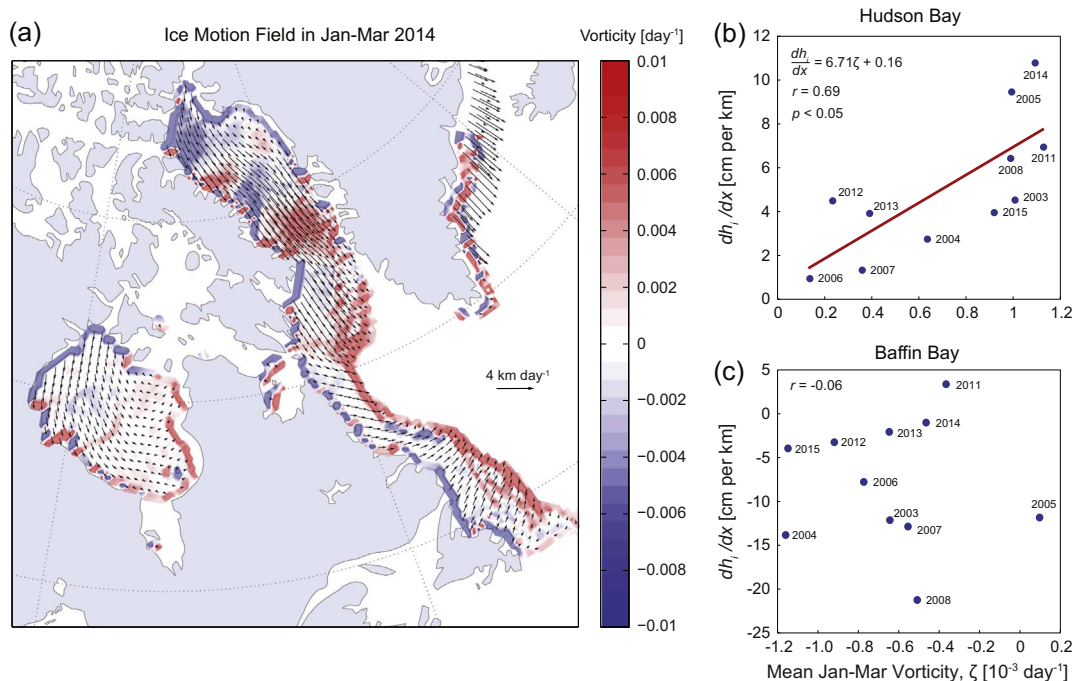 (a)
Ice Motion Field in Jan-Mar 2014
Vorticity [day⁻¹]
0.01
0.008
0.006
0.004
0.002
0
−0.002
−0.004
−0.006
−0.008
−0.01
4 km day⁻¹
(b)
Hudson Bay
dhᵢ/dx = 6.71ζ + 0.16
r = 0.69
p < 0.05
dhᵢ/dx [cm per km]
12
10
8
6
4
2
0
2014
2005
2011
2008
2012
2013
2003
2015
2004
2007
2006
0 0.2 0.4 0.6 0.8 1 1.2
(c)
Baffin Bay
r = -0.06
dhᵢ/dx [cm per km]
5
0
-5
-10
-15
-20
-25
2011
2014
2013
2012
2015
2006
2005
2003
2007
2004
2008
-1.2 -1.0 -0.8 -0.6 -0.4 -0.2 0 0.2
Mean Jan-Mar Vorticity, ζ [10⁻³ day⁻¹]